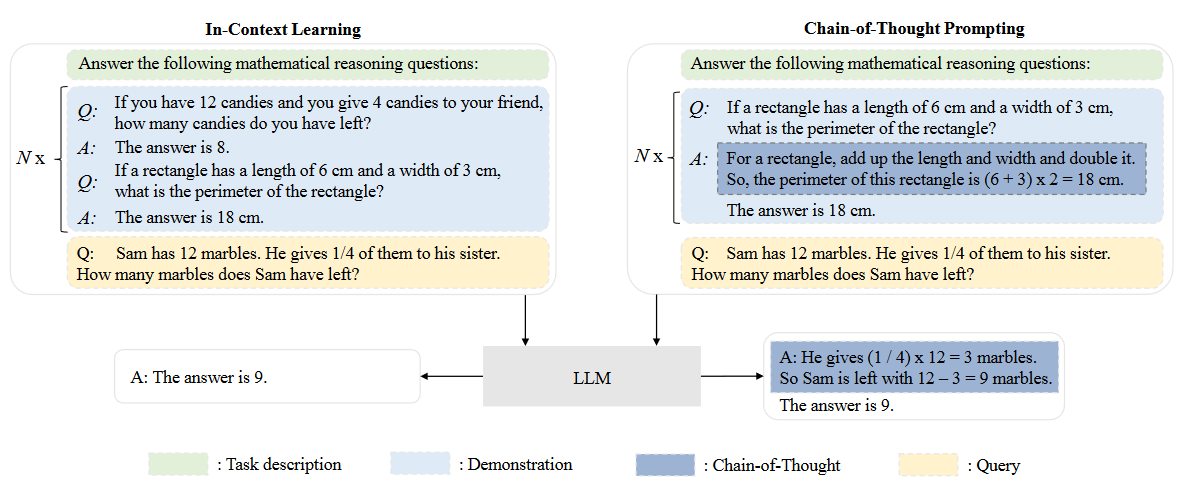 In-Context Learning
Answer the following mathematical reasoning questions:
N x
Q: If you have 12 candies and you give 4 candies to your friend,
how many candies do you have left?
A: The answer is 8.
Q: If a rectangle has a length of 6 cm and a width of 3 cm,
what is the perimeter of the rectangle?
A: The answer is 18 cm.
Q: Sam has 12 marbles. He gives 1/4 of them to his sister.
How many marbles does Sam have left?
Chain-of-Thought Prompting
Answer the following mathematical reasoning questions:
N x
Q: If a rectangle has a length of 6 cm and a width of 3 cm,
what is the perimeter of the rectangle?
A: For a rectangle, add up the length and width and double it.
So, the perimeter of this rectangle is (6 + 3) x 2 = 18 cm.
The answer is 18 cm.
Q: Sam has 12 marbles. He gives 1/4 of them to his sister.
How many marbles does Sam have left?
A: The answer is 9.
LLM
A: He gives (1 / 4) x 12 = 3 marbles.
So Sam is left with 12 – 3 = 9 marbles.
The answer is 9.
: Task description
: Demonstration
: Chain-of-Thought
: Query